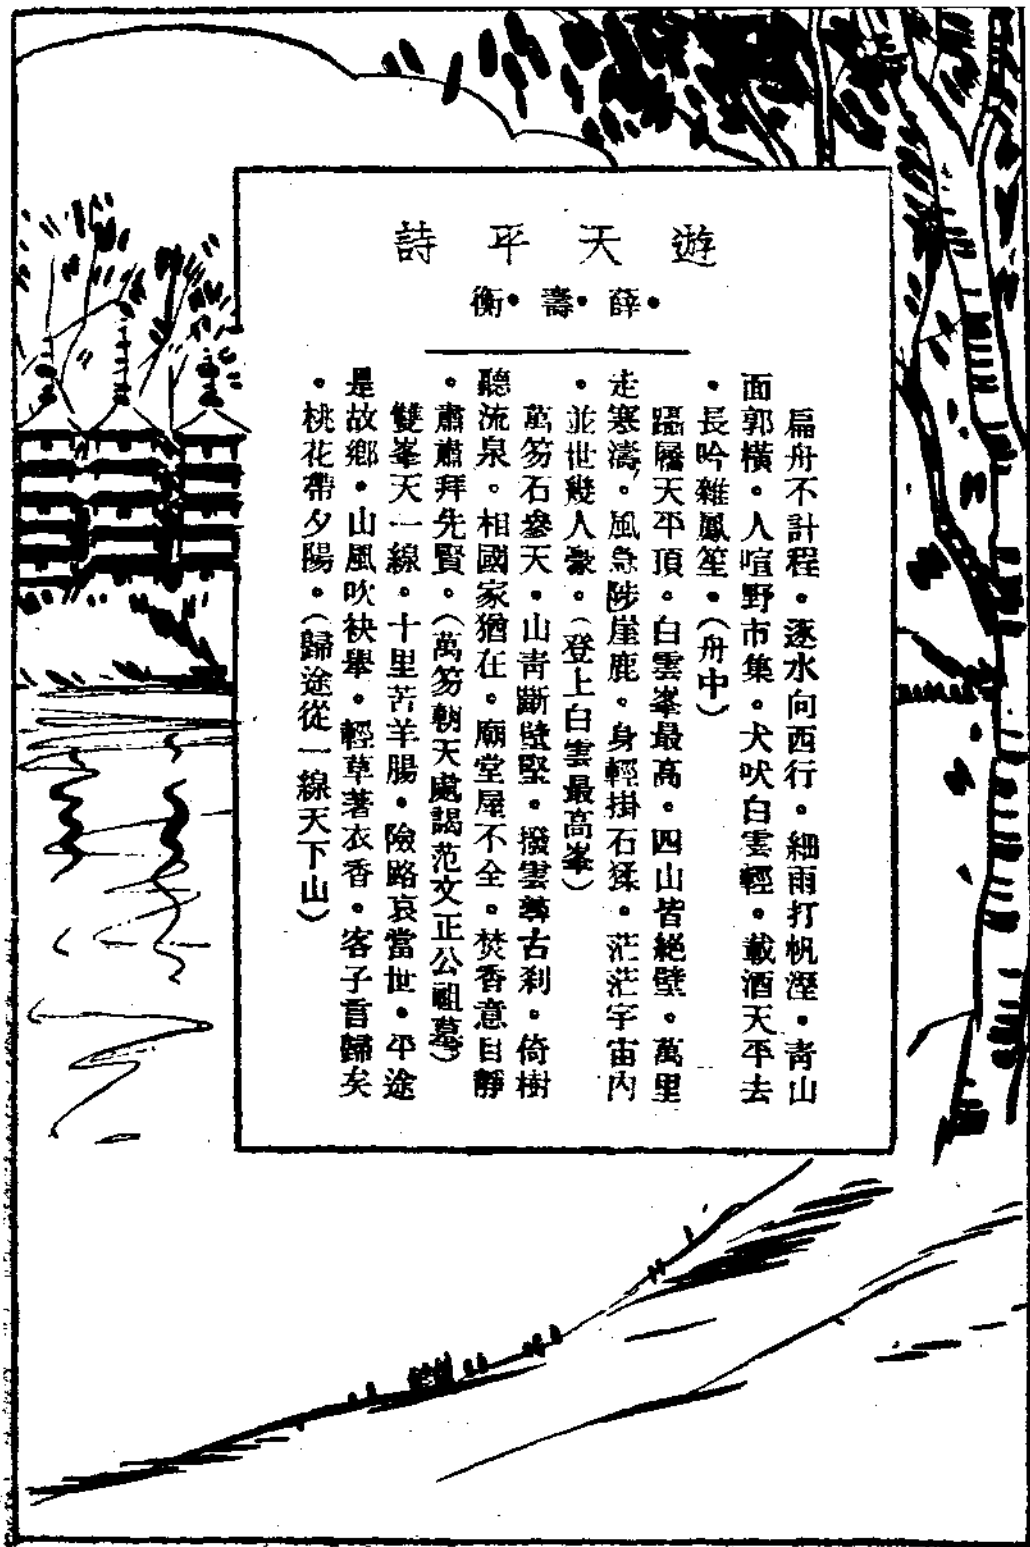 遊天平詩
薛•壽•衡•
扁舟不計程。逐水向西行。細雨打帆溼。青山
面郭橫。人喧野市集。犬吠白雲輕。載酒天平去
。長吟雜鳳笙。(舟中)
躡屩天平頂。白雲峯最高。四山皆絕壁。萬里
走寒濤。風急陟崖鹿。身輕掛石猱。茫茫宇宙內
。並世幾人豪。(登上白雲最高峯)
萬笏石參天。山靑斷壁堅。撥雲尋古刹。倚樹
聽流泉。相國家猶在。廟堂屋不全。焚香意自靜
。肅肅拜先賢。(萬笏朝天處謁范文正公祖墓)
雙峯天一線。十里苦羊腸。險路哀當世。平途
是故鄉。山風吹袂舉。輕草著衣香。客子言歸矣
。桃花帶夕陽。(歸途從一線天下山)